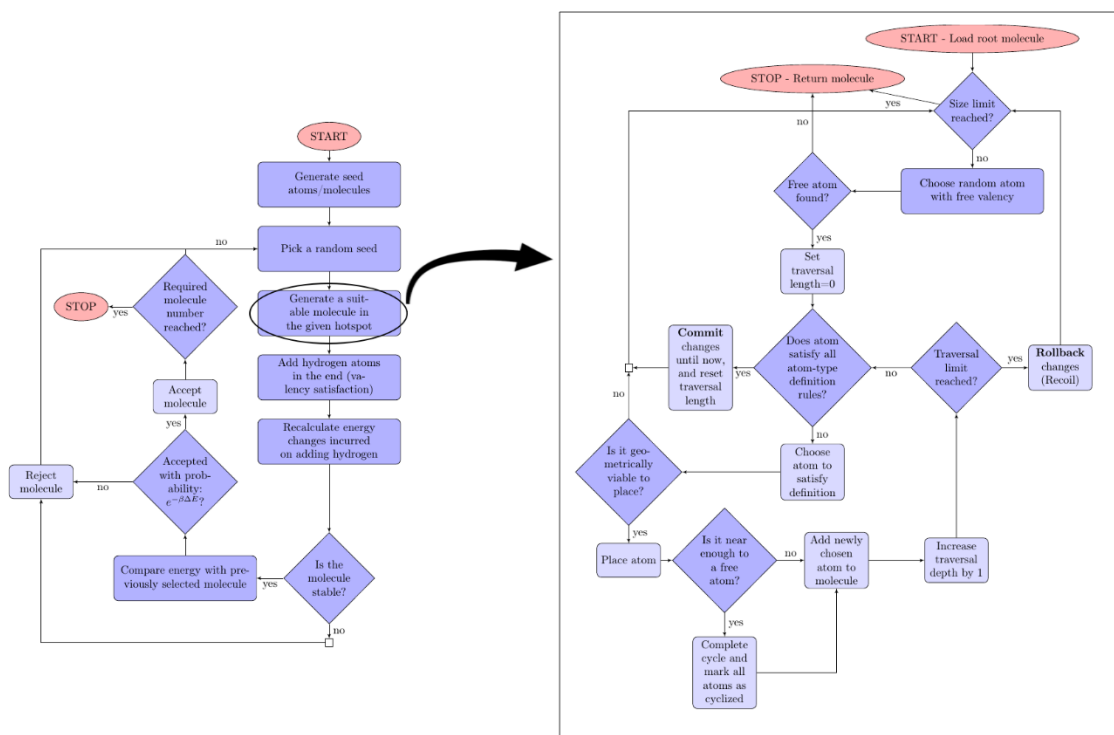 START
Generate seed
atoms/molecules
Pick a random seed
no
Required
molecule
number
reached?
STOP
yes
Generate a suit-
able molecule in
the given hotspot
Add hydrogen atoms
in the end (va-
lency satisfaction)
Accept
molecule
yes
Recalculate energy
changes incurred
on adding hydrogen
Reject
molecule
no
Accepted
with prob-
ability:
e^{-βΔE}?
Compare energy with pre-
viously selected molecule
yes
Is the
molecule
stable?
no
START - Load root molecule
STOP - Return molecule
yes
Size limit
reached?
no
no
Choose random atom
with free valency
Free atom
found?
yes
Set
traversal
length=0
Commit
changes
until now,
and reset
traversal
length
yes
Does atom
satisfy all
atom-type
definition
rules?
no
Traversal
limit
reached?
yes
Rollback
changes
(Recoil)
no
no
Choose
atom to
satisfy
definition
Is it geo-
metrically
viable to
place?
yes
Place atom
Is it near
enough to
a free
atom?
no
Add newly
chosen
atom to
molecule
Increase
traversal
depth by 1
yes
Complete
cycle and
mark all
atoms as
cyclized